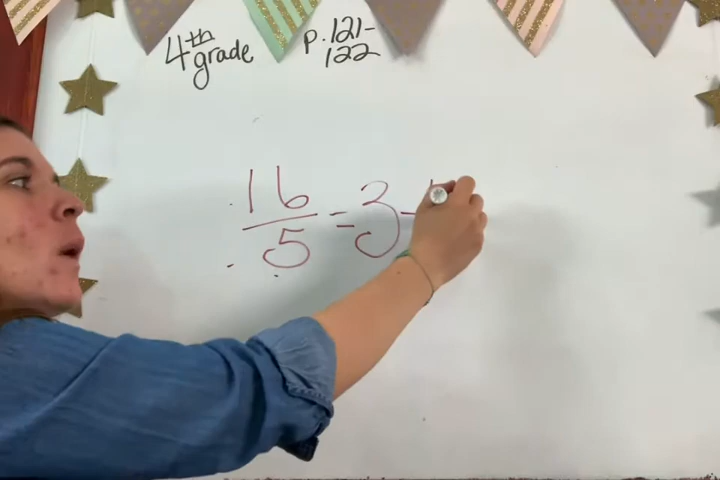 4th grade
p. 121-122
16/5 = 3